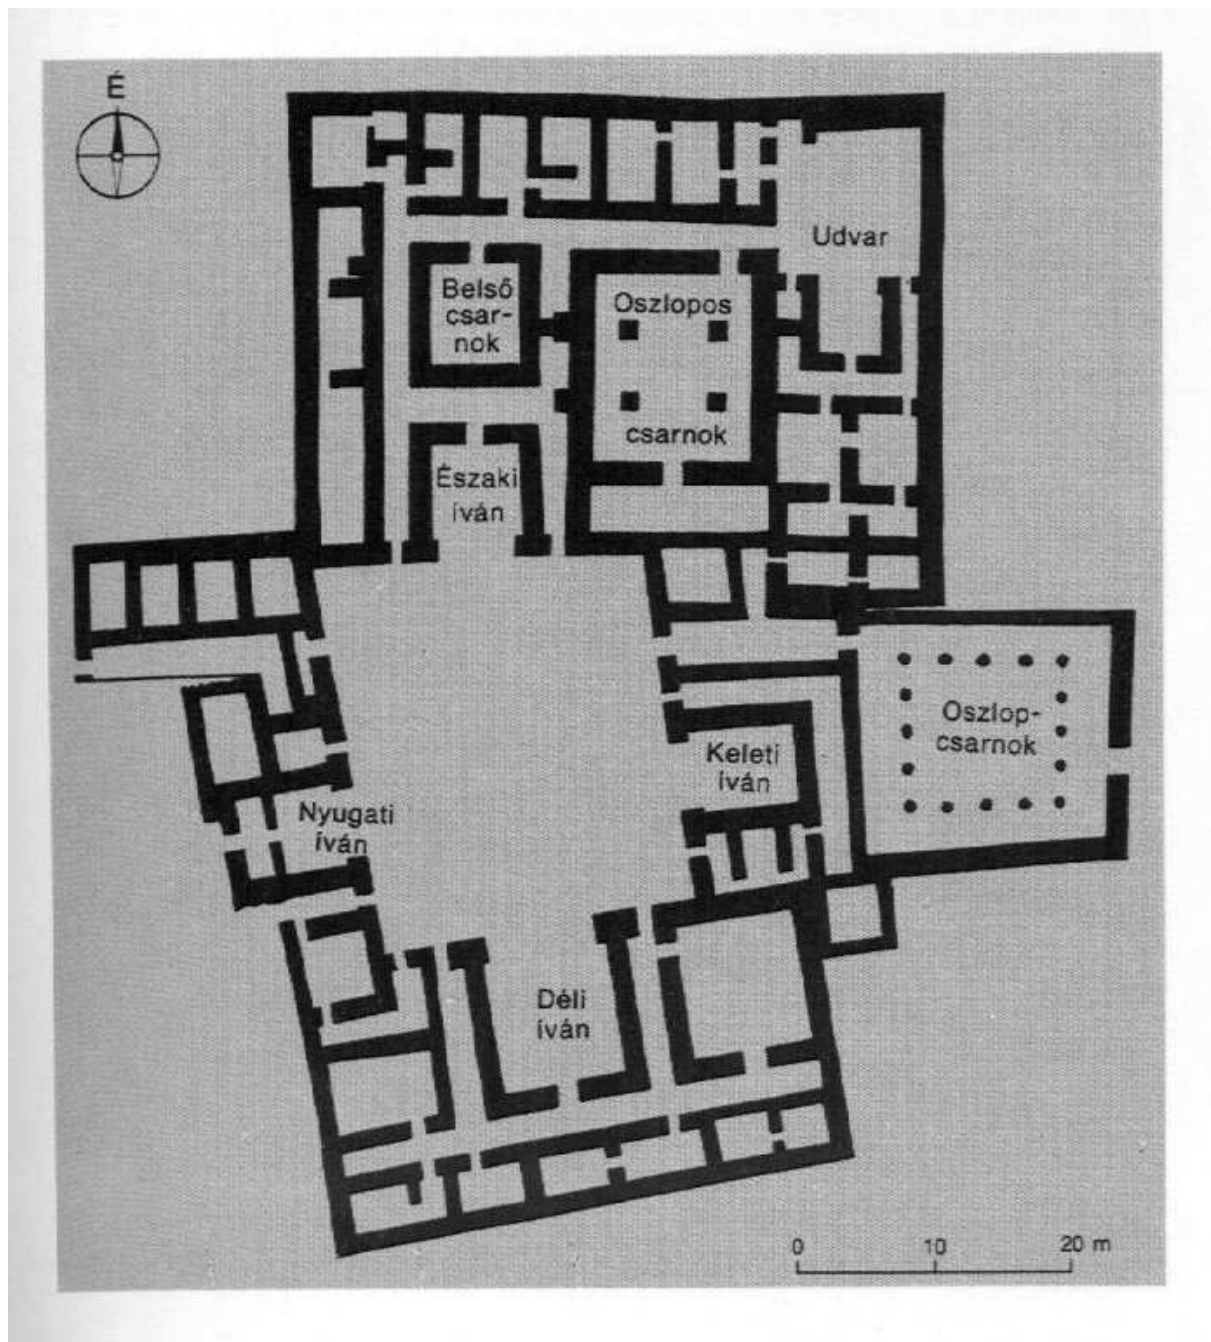 É
Udvar
Belső
csar-
nok
Oszlopos
csarnok
Északi
íván
Oszlop-
csarnok
Keleti
íván
Nyugati
íván
Déli
íván
0 10 20 m